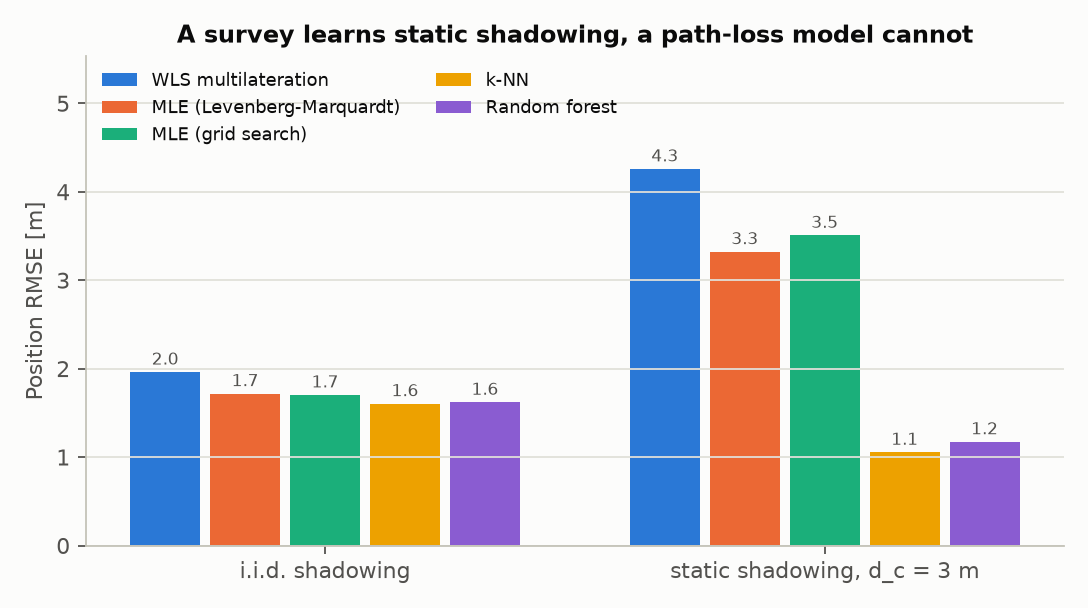 A survey learns static shadowing, a path-loss model cannot
WLS multilateration
MLE (Levenberg-Marquardt)
MLE (grid search)
k-NN
Random forest
Position RMSE [m]
5
4
3
2
1
0
2.0
1.7
1.7
1.6
1.6
4.3
3.3
3.5
1.1
1.2
i.i.d. shadowing
static shadowing, d_c = 3 m